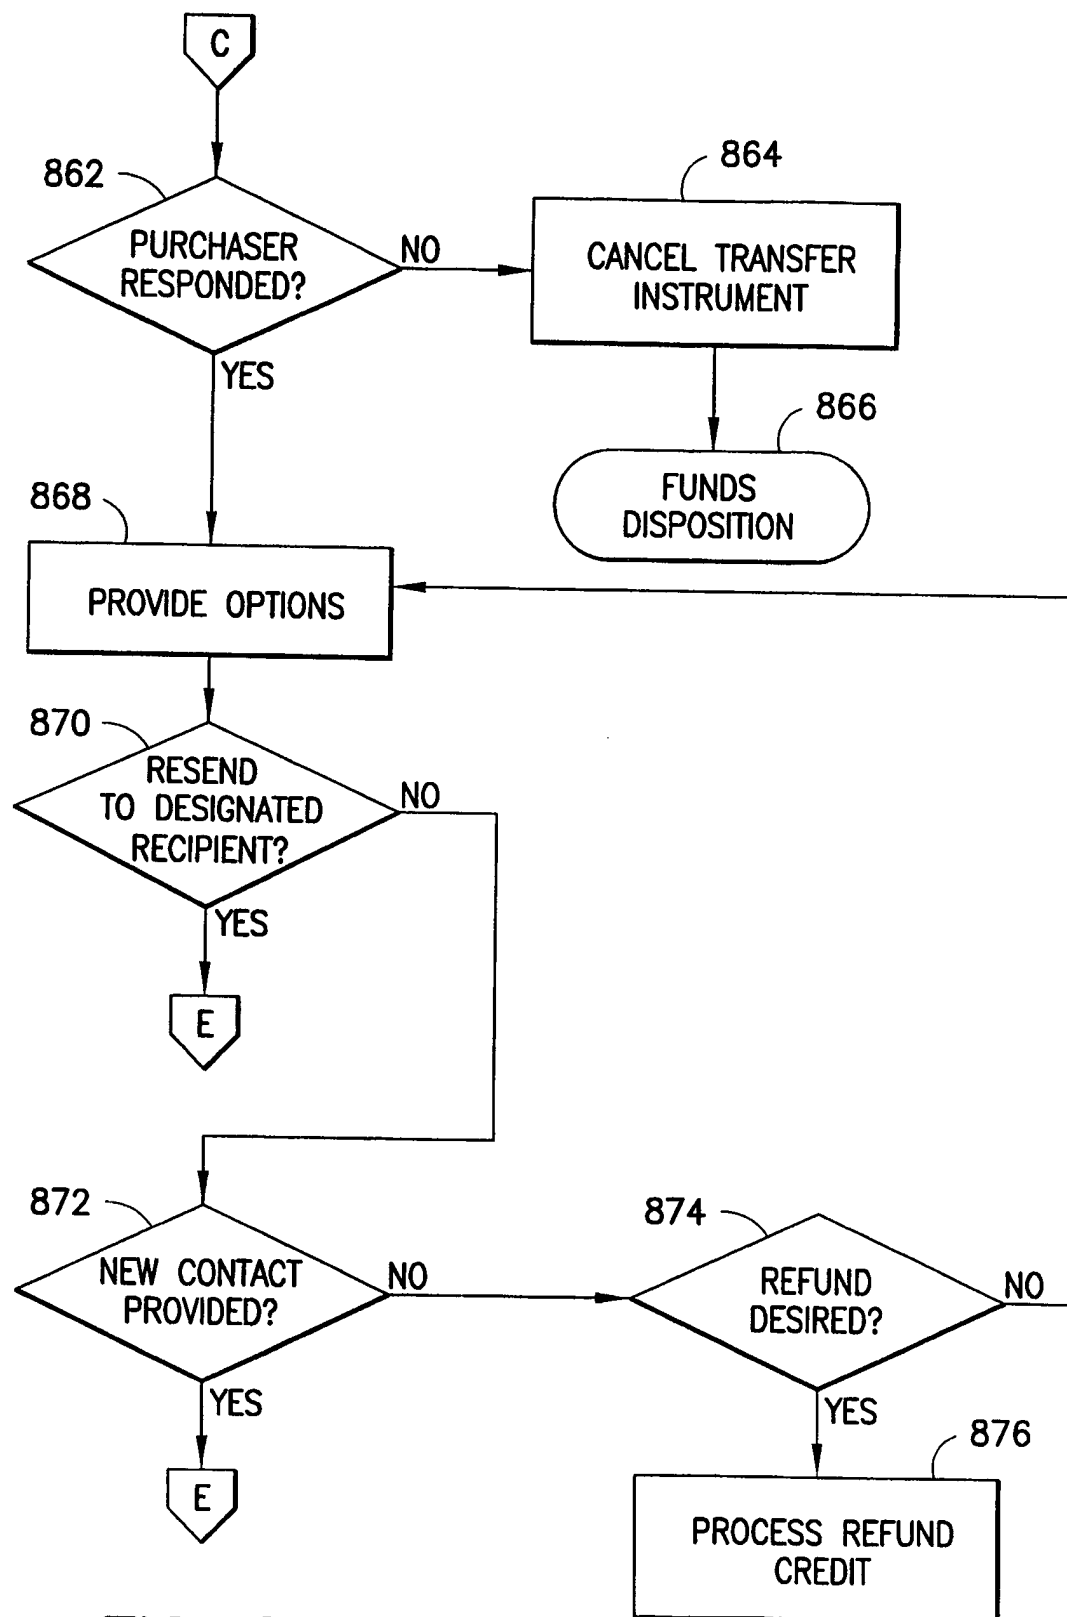 C
862
864
PURCHASER
RESPONDED?
NO
CANCEL TRANSFER
INSTRUMENT
YES
866
FUNDS
DISPOSITION
868
PROVIDE OPTIONS
870
RESEND
TO DESIGNATED
RECIPIENT?
NO
YES
E
872
874
NEW CONTACT
PROVIDED?
NO
REFUND
DESIRED?
NO
YES
YES
876
E
PROCESS REFUND
CREDIT